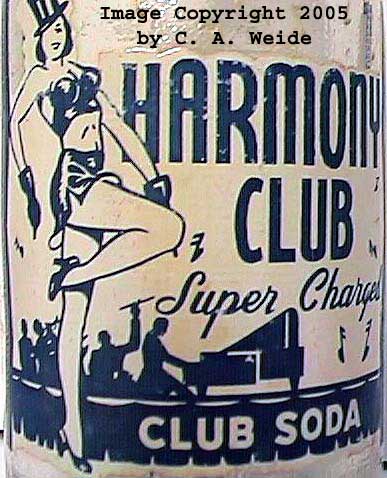 Image Copyright 2005
by C. A. Weide
HARMONY
CLUB
Super Charged
CLUB SODA